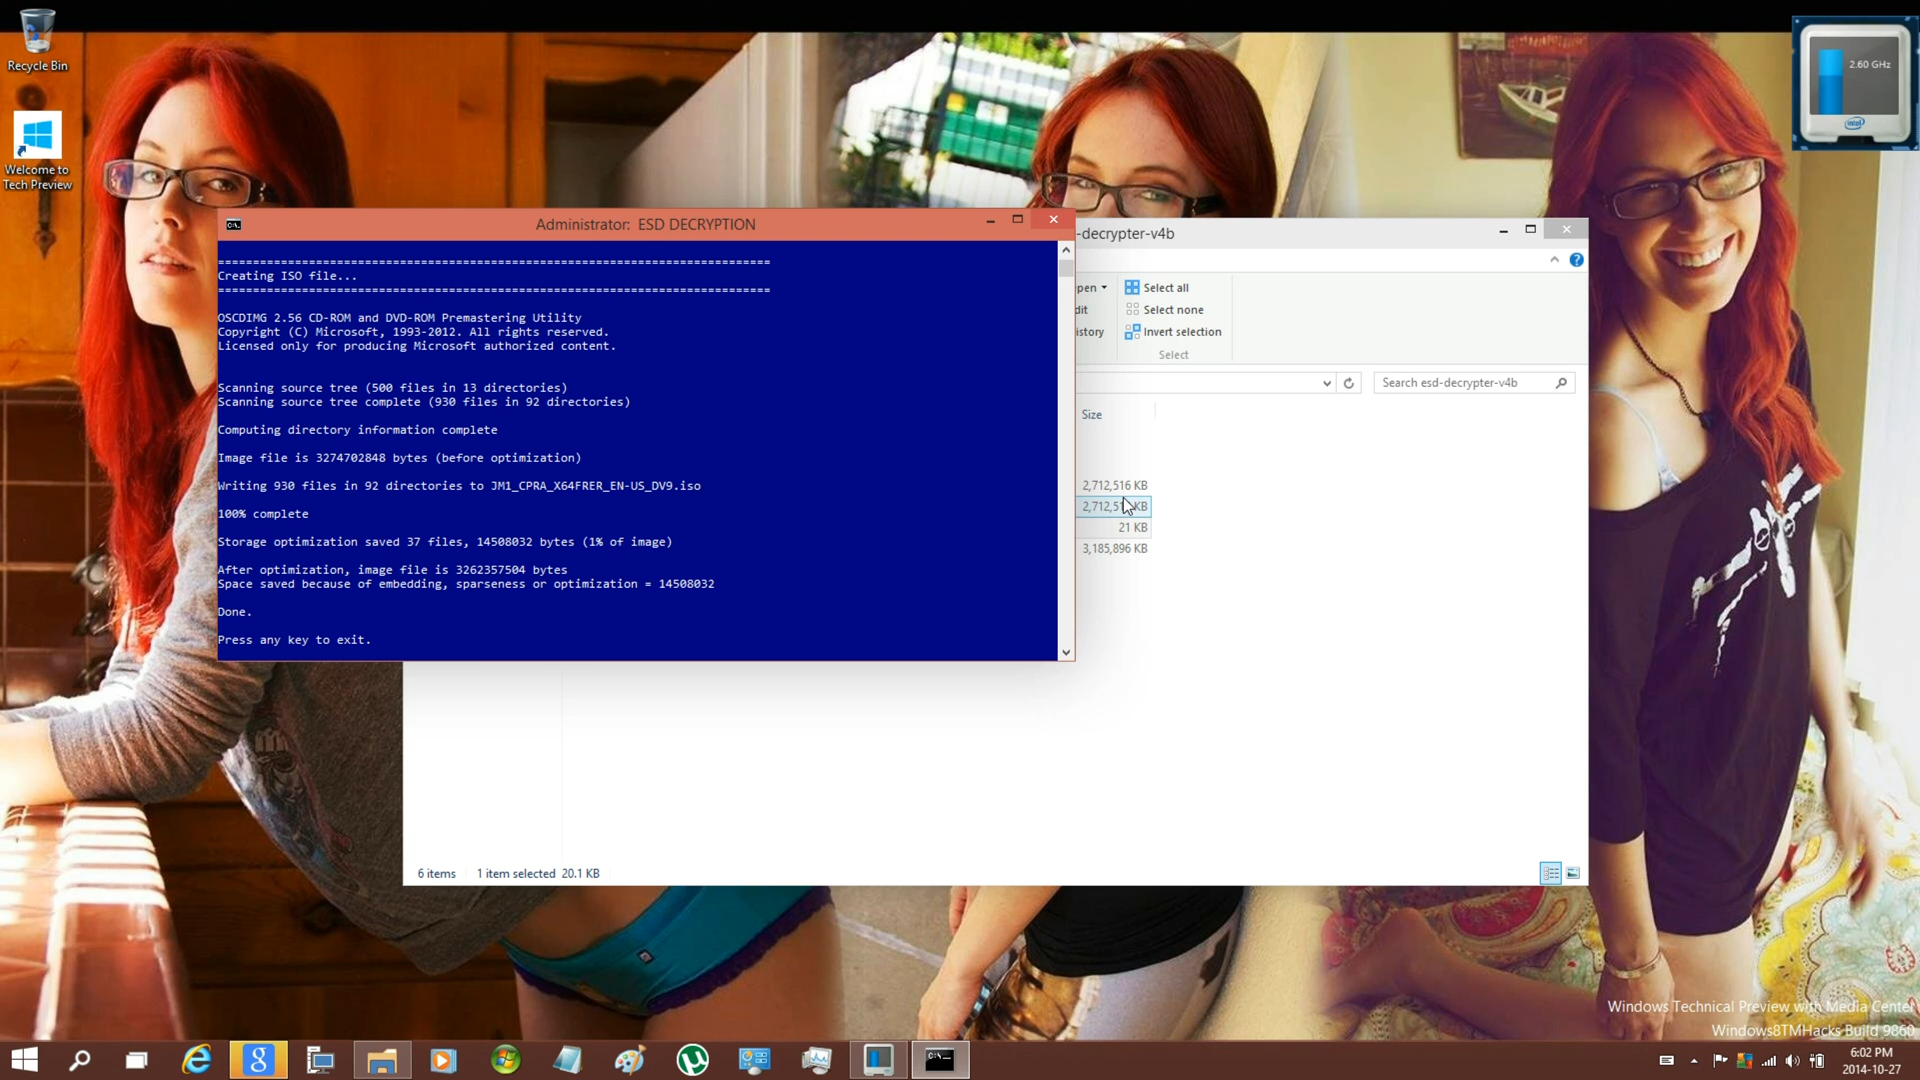 Recycle Bin
Welcome to
Tech Preview
2.60 GHz
intel
Administrator: ESD DECRYPTION
===============================================================================
Creating ISO file...
===============================================================================
OSCDIMG 2.56 CD-ROM and DVD-ROM Premastering Utility
Copyright (C) Microsoft, 1993-2012. All rights reserved.
Licensed only for producing Microsoft authorized content.
Scanning source tree (500 files in 13 directories)
Scanning source tree complete (930 files in 92 directories)
Computing directory information complete
Image file is 3274702848 bytes (before optimization)
Writing 930 files in 92 directories to JM1_CPRA_X64FRER_EN-US_DV9.iso
100% complete
Storage optimization saved 37 files, 14508032 bytes (1% of image)
After optimization, image file is 3262357504 bytes
Space saved because of embedding, sparseness or optimization = 14508032
Done.
Press any key to exit.
-decrypter-v4b
pen
Select all
dit
Select none
istory
Invert selection
Select
Search esd-decrypter-v4b
Size
2,712,516 KB
KB
21 KB
3,185,896 KB
6 items
1 item selected 20.1 KB
Windows Technical Preview with Media Center
Windows8TMHacks Build 9860
6:02 PM
2014-10-27